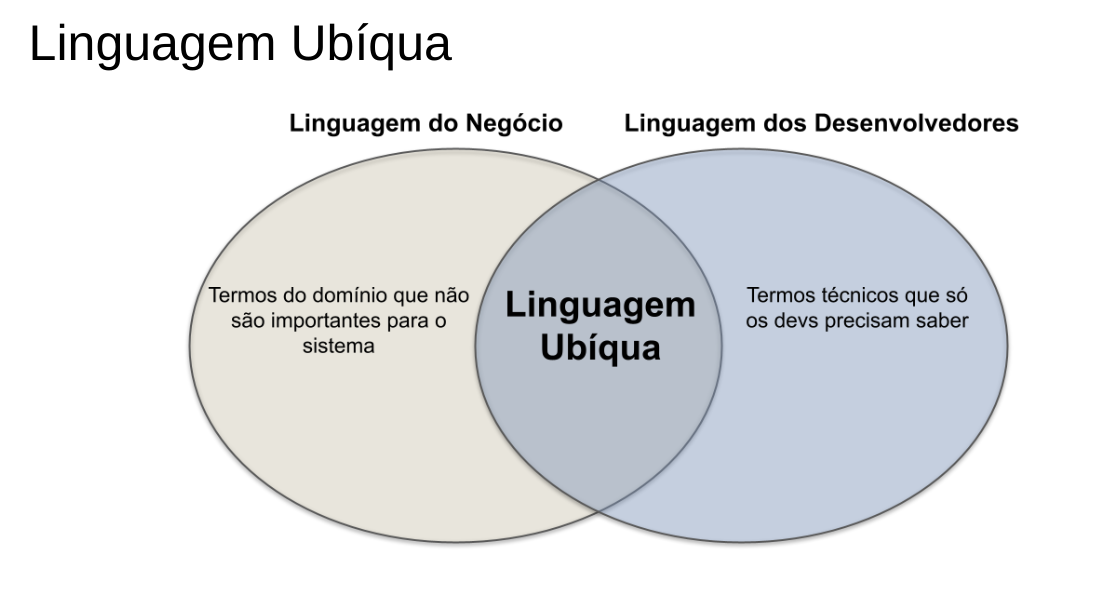 Linguagem Ubíqua
Linguagem do Negócio
Linguagem dos Desenvolvedores
Termos do domínio que não
são importantes para o
sistema
Linguagem
Ubíqua
Termos técnicos que só
os devs precisam saber